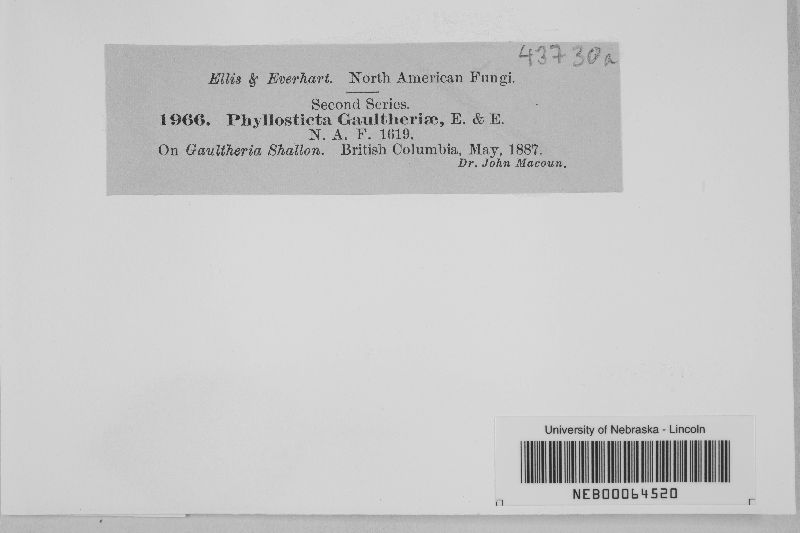 43730a
Ellis & Everhart. North American Fungi.
Second Series.
1966. Phyllosticta Gaultheriæ, E. & E.
N. A. F. 1619.
On Gaultheria Shallon. British Columbia, May, 1887.
Dr. John Macoun.
University of Nebraska - Lincoln
NEB00064520